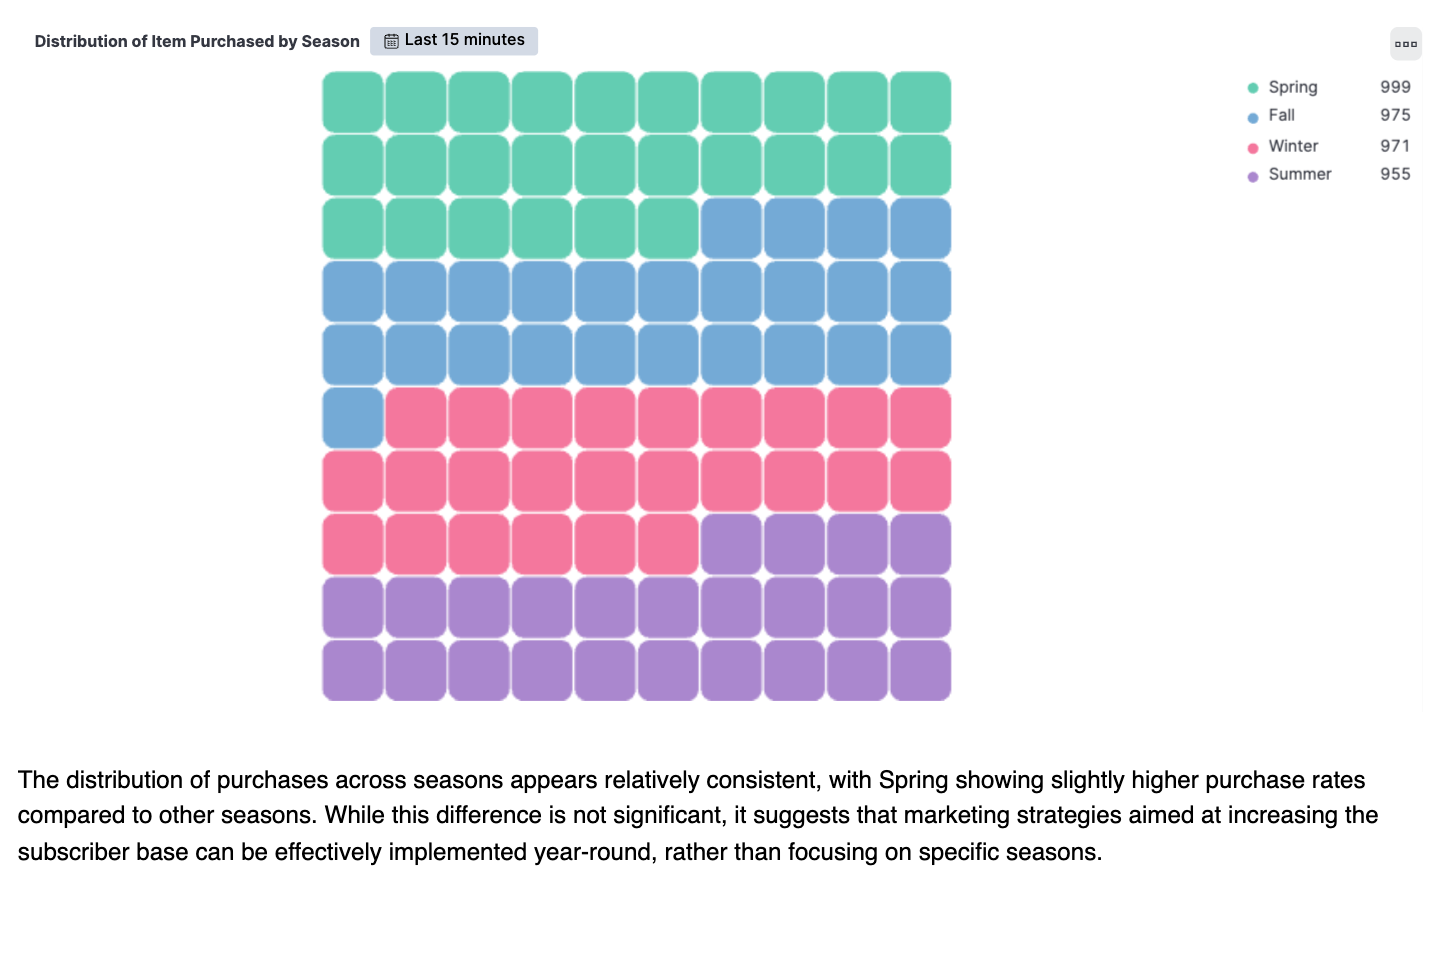 Distribution of Item Purchased by Season
Last 15 minutes
Spring 999
Fall 975
Winter 971
Summer 955
The distribution of purchases across seasons appears relatively consistent, with Spring showing slightly higher purchase rates
compared to other seasons. While this difference is not significant, it suggests that marketing strategies aimed at increasing the
subscriber base can be effectively implemented year-round, rather than focusing on specific seasons.